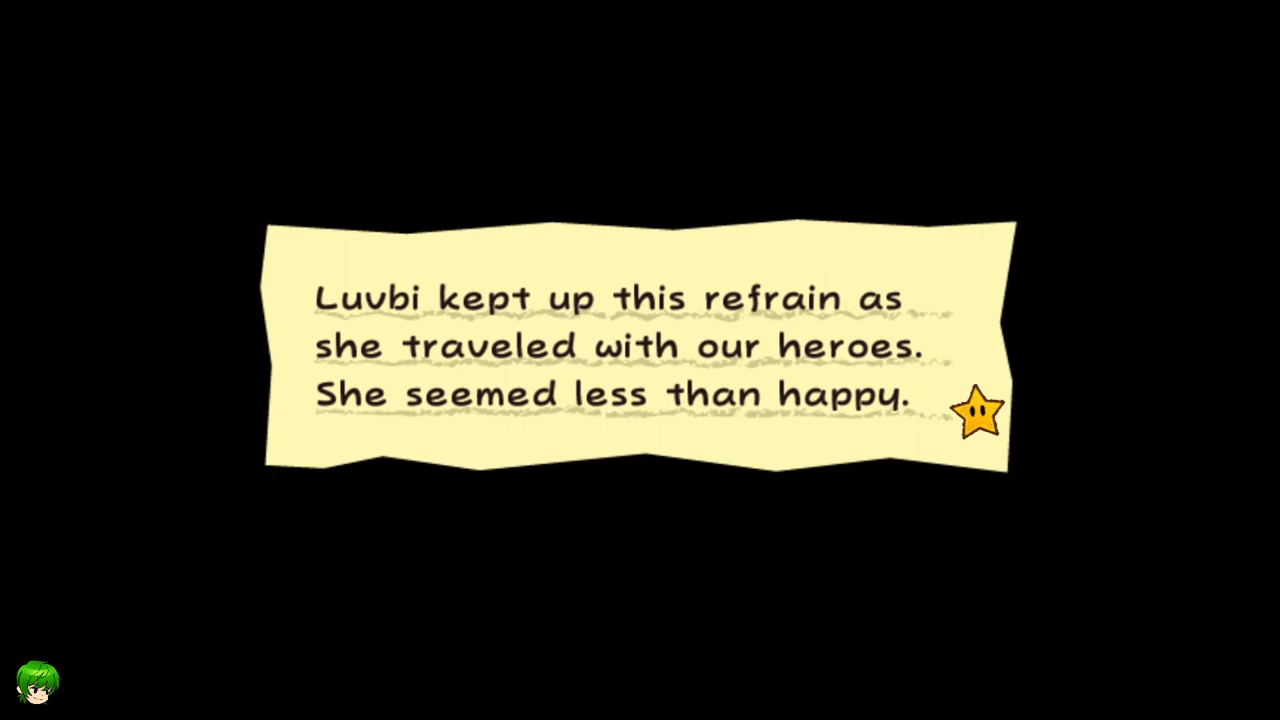 Luvbi kept up this refrain as
she traveled with our heroes.
She seemed less than happy.